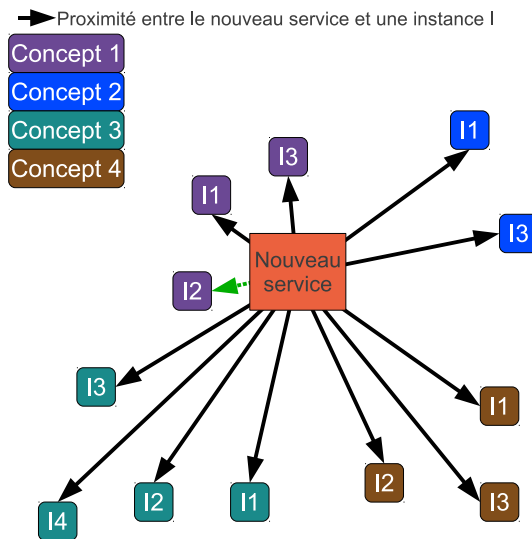 Proximité entre le nouveau service et une instance I
Concept 1
Concept 2
Concept 3
Concept 4
I1
I3
I1
I3
Nouveau
service
I2
I3
I1
I2
I4
I2
I1
I3